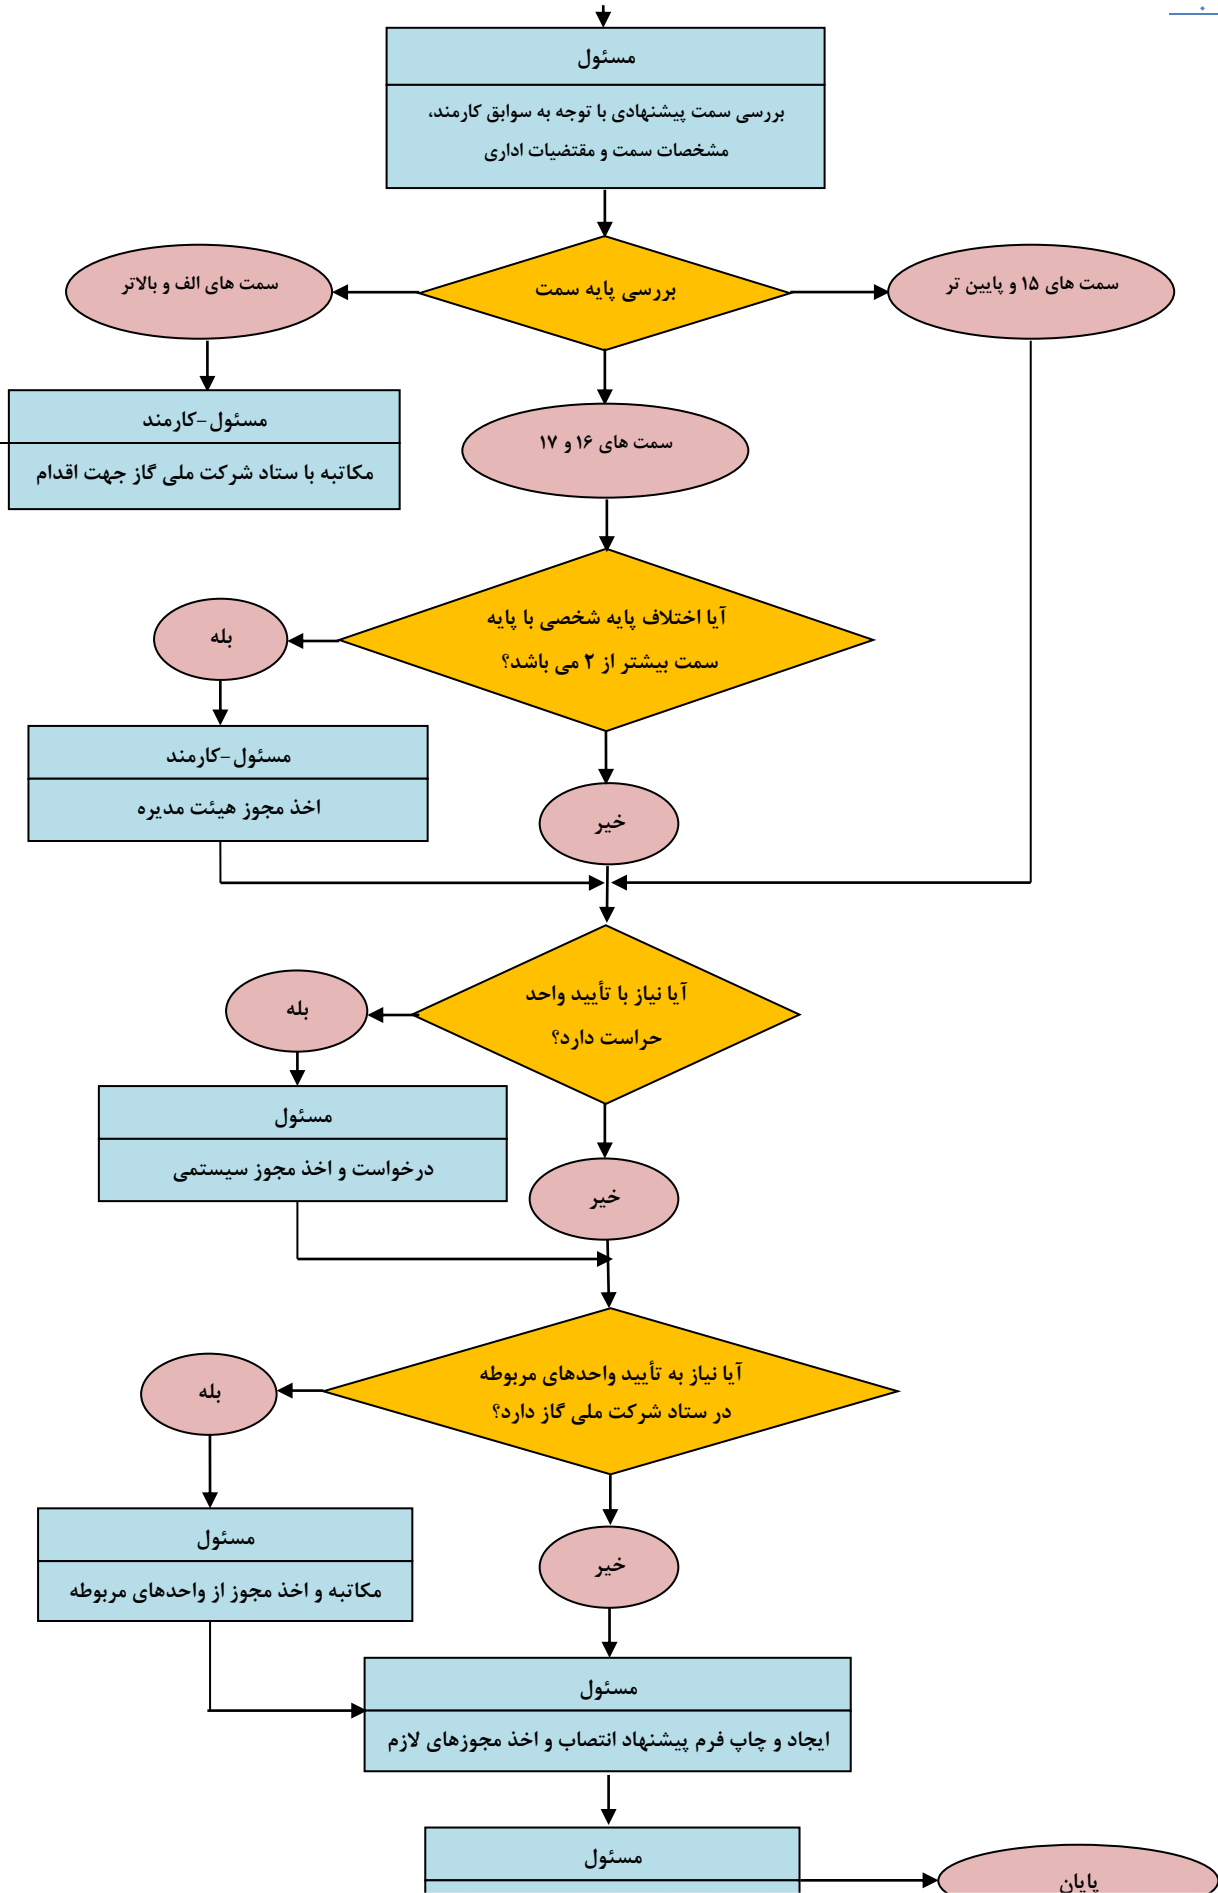 مسئول
بررسی سمت پیشنهادی با توجه به سوابق کارمند،
مشخصات سمت و مقتضیات اداری
بررسی پایه سمت
سمت های ۱۵ و پایین تر
سمت های الف و بالاتر
مسئول-کارمند
مکاتبه با ستاد شرکت ملی گاز جهت اقدام
سمت های ۱۶ و ۱۷
آیا اختلاف پایه شخصی با پایه
سمت بیشتر از ۲ می باشد؟
بله
مسئول-کارمند
اخذ مجوز هیئت مدیره
خیر
آیا نیاز با تأیید واحد
حراست دارد؟
بله
مسئول
درخواست و اخذ مجوز سیستمی
خیر
آیا نیاز به تأیید واحدهای مربوطه
در ستاد شرکت ملی گاز دارد؟
بله
مسئول
مکاتبه و اخذ مجوز از واحدهای مربوطه
خیر
مسئول
ایجاد و چاپ فرم پیشنهاد انتصاب و اخذ مجوزهای لازم
مسئول
پایان